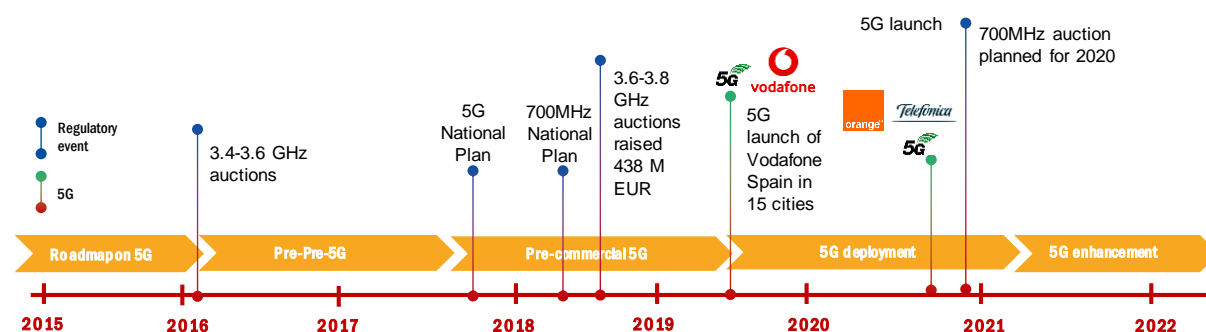 5G launch
700MHz auction
planned for 2020
3.6-3.8
GHz
auctions
raised
438 M
EUR
5G
vodafone
5G
launch of
Vodafone
Spain in
15 cities
orange
Telefónica
5G
5G
National
Plan
700MHz
National
Plan
Regulatory
event
5G
3.4-3.6 GHz
auctions
Roadmapon 5G
Pre-Pre-5G
Pre-commercial 5G
5G deployment
5G enhancement
2015
2016
2017
2018
2019
2020
2021
2022